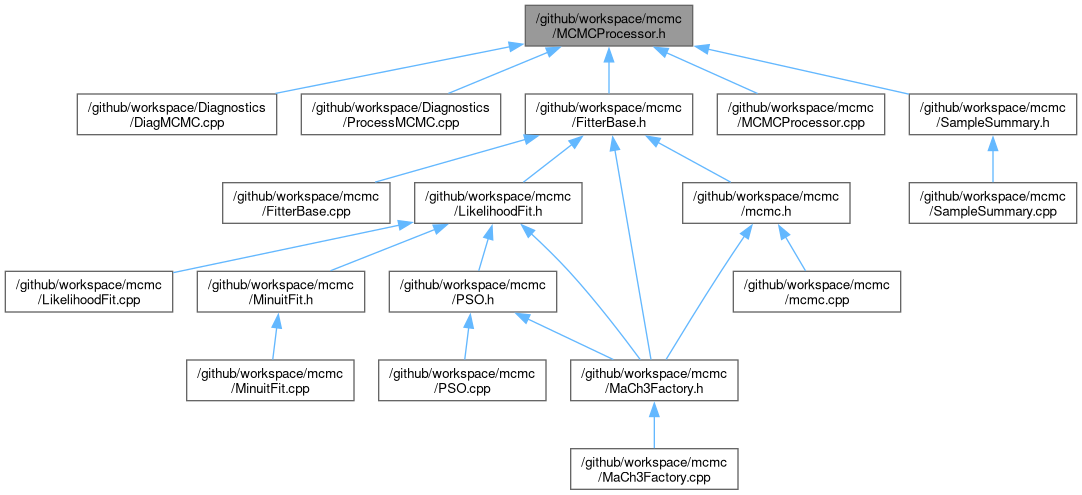 /github/workspace/mcmc
/MCMCProcessor.h
/github/workspace/Diagnostics
/DiagMCMC.cpp
/github/workspace/Diagnostics
/ProcessMCMC.cpp
/github/workspace/mcmc
/FitterBase.h
/github/workspace/mcmc
/MCMCProcessor.cpp
/github/workspace/mcmc
/SampleSummary.h
/github/workspace/mcmc
/FitterBase.cpp
/github/workspace/mcmc
/LikelihoodFit.h
/github/workspace/mcmc
/mcmc.h
/github/workspace/mcmc
/SampleSummary.cpp
/github/workspace/mcmc
/LikelihoodFit.cpp
/github/workspace/mcmc
/MinuitFit.h
/github/workspace/mcmc
/PSO.h
/github/workspace/mcmc
/mcmc.cpp
/github/workspace/mcmc
/MinuitFit.cpp
/github/workspace/mcmc
/PSO.cpp
/github/workspace/mcmc
/MaCh3Factory.h
/github/workspace/mcmc
/MaCh3Factory.cpp